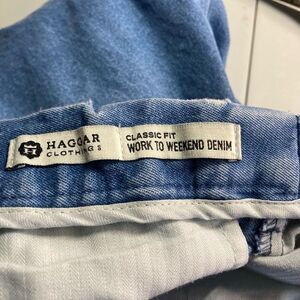 HAGGAR
CLOTHING
CLASSIC FIT
WORK TO WEEKEND DENIM